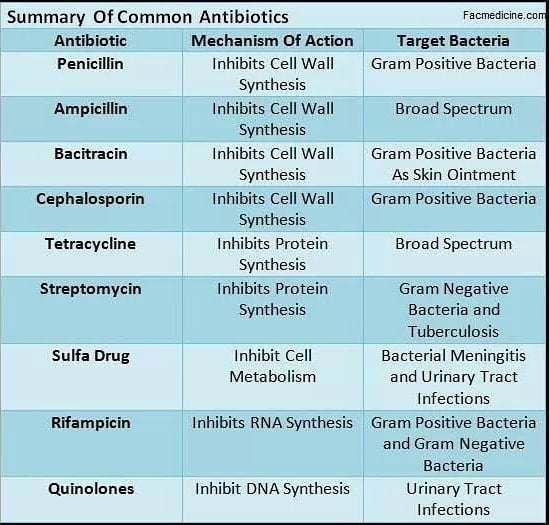 Summary Of Common Antibiotics
Facmedicine.com
Antibiotic Mechanism Of Action Target Bacteria
Penicillin Inhibits Cell Wall Gram Positive Bacteria
Synthesis
Ampicillin Inhibits Cell Wall Broad Spectrum
Synthesis
Bacitracin Inhibits Cell Wall Gram Positive Bacteria
Synthesis As Skin Ointment
Cephalosporin Inhibits Cell Wall Gram Positive Bacteria
Synthesis
Tetracycline Inhibits Protein Broad Spectrum
Synthesis
Streptomycin Inhibits Protein Gram Negative
Synthesis Bacteria and
Tuberculosis
Sulfa Drug Inhibit Cell Bacterial Meningitis
Metabolism and Urinary Tract
Infections
Rifampicin Inhibits RNA Synthesis Gram Positive Bacteria
and Gram Negative
Bacteria
Quinolones Inhibit DNA Synthesis Urinary Tract
Infections